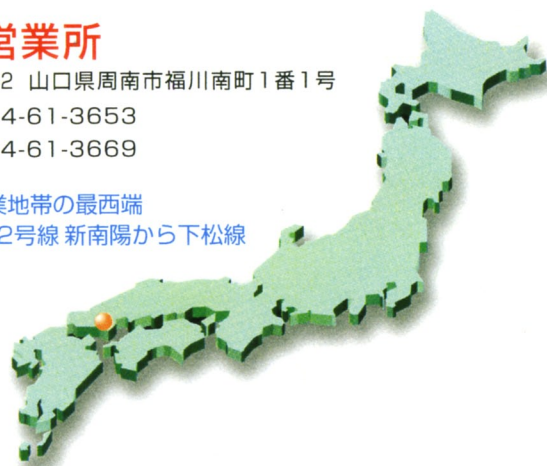 営業所
2 山口県周南市福川南町1番1号
4-61-3653
4-61-3669
業地帯の最西端
2号線 新南陽から下松線